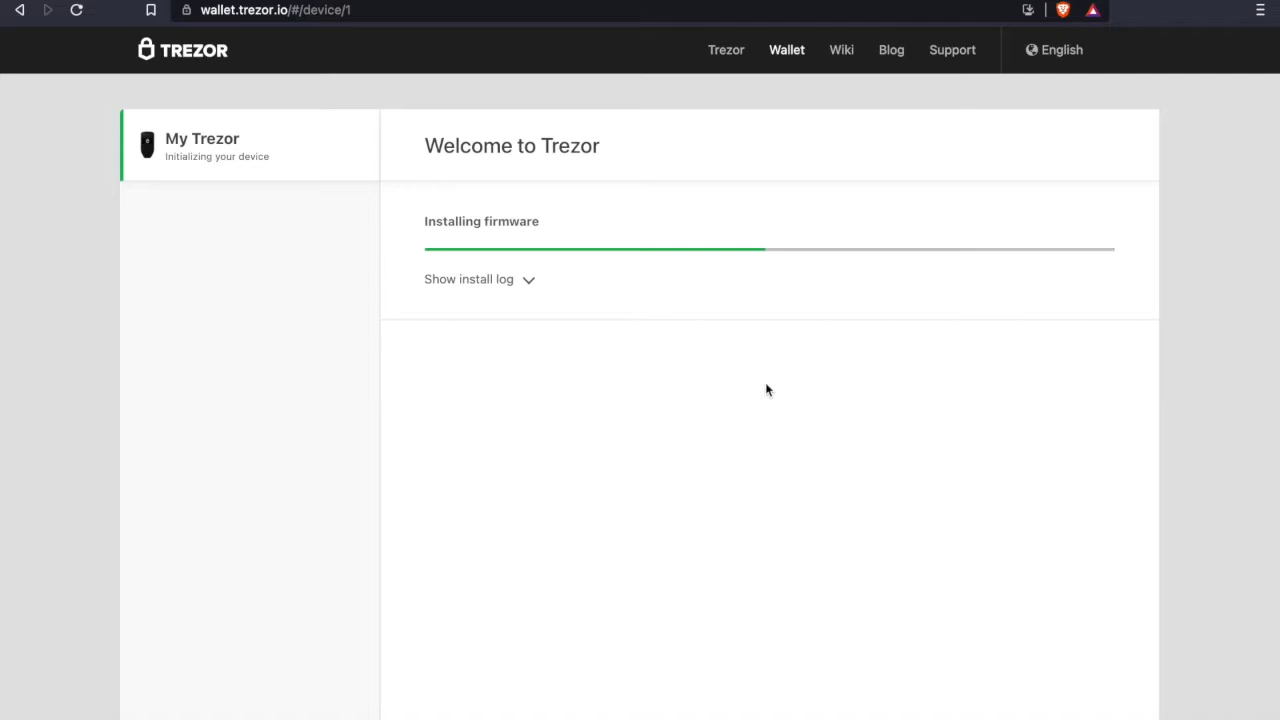 wallet.trezor.io/#/device/1
TREZOR
Trezor
Wallet
Wiki
Blog
Support
English
My Trezor
Initializing your device
Welcome to Trezor
Installing firmware
Show install log